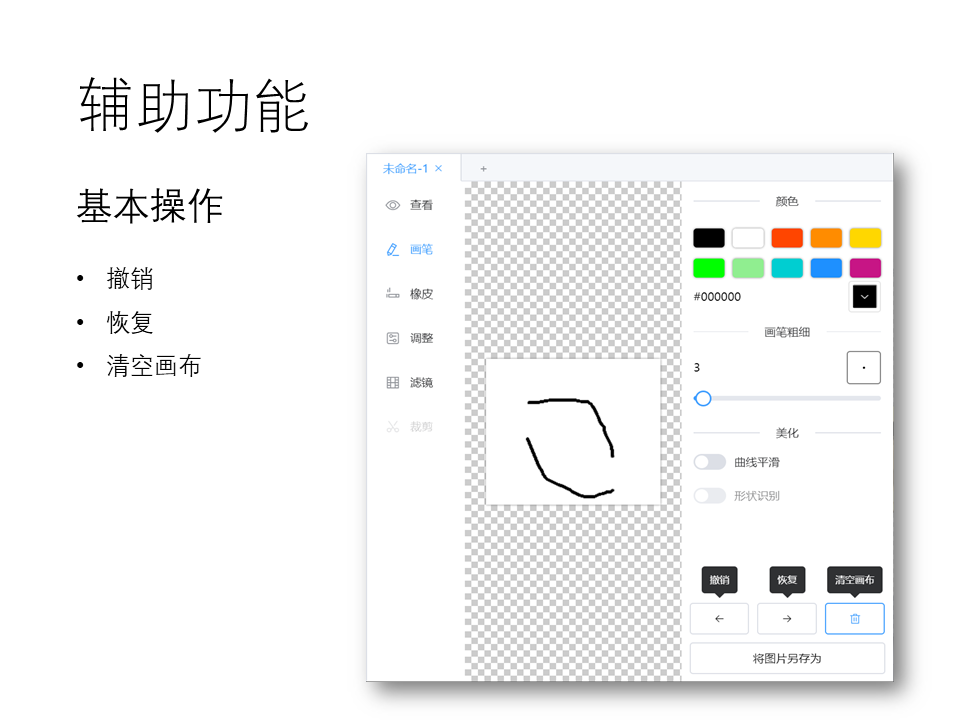 辅助功能
基本操作
• 撤销
• 恢复
• 清空画布
未命名-1 × +
查看
画笔
橡皮
调整
滤镜
裁剪
颜色
#000000
画笔粗细
3
美化
曲线平滑
形状识别
撤销 恢复 清空画布
← →
将图片另存为